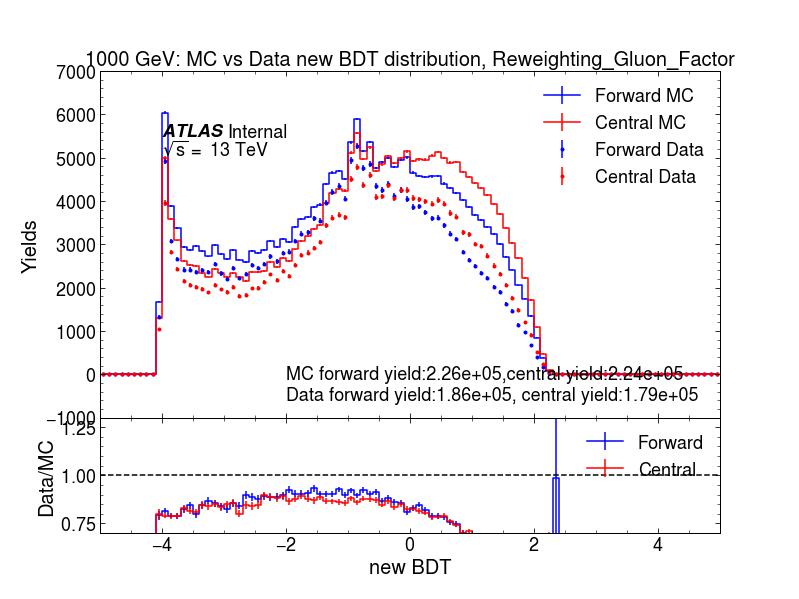 1000 GeV: MC vs Data new BDT distribution, Reweighting_Gluon_Factor
7000
6000
5000
4000
3000
2000
1000
0
−1000
Yields
ATLAS Internal
√s = 13 TeV
Forward MC
Central MC
Forward Data
Central Data
MC forward yield:2.26e+05,central yield:2.24e+05
Data forward yield:1.86e+05, central yield:1.79e+05
1.25
1.00
0.75
Data/MC
Forward
Central
−4 −2 0 2 4
new BDT